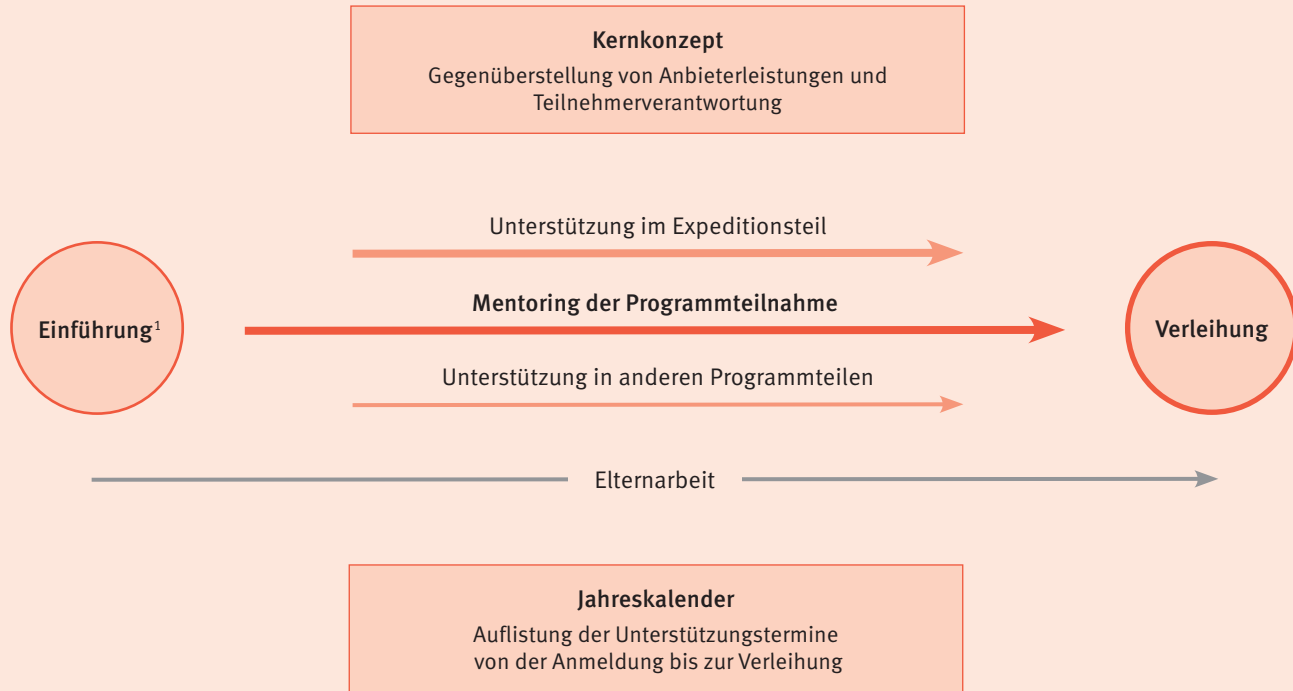 Kernkonzept
Gegenüberstellung von Anbieterleistungen und
Teilnehmerverantwortung
Unterstützung im Expeditionsteil
Mentoring der Programmteilnahme
Einführung¹
Verleihung
Unterstützung in anderen Programmteilen
Elternarbeit
Jahreskalender
Auflistung der Unterstützungstermine
von der Anmeldung bis zur Verleihung